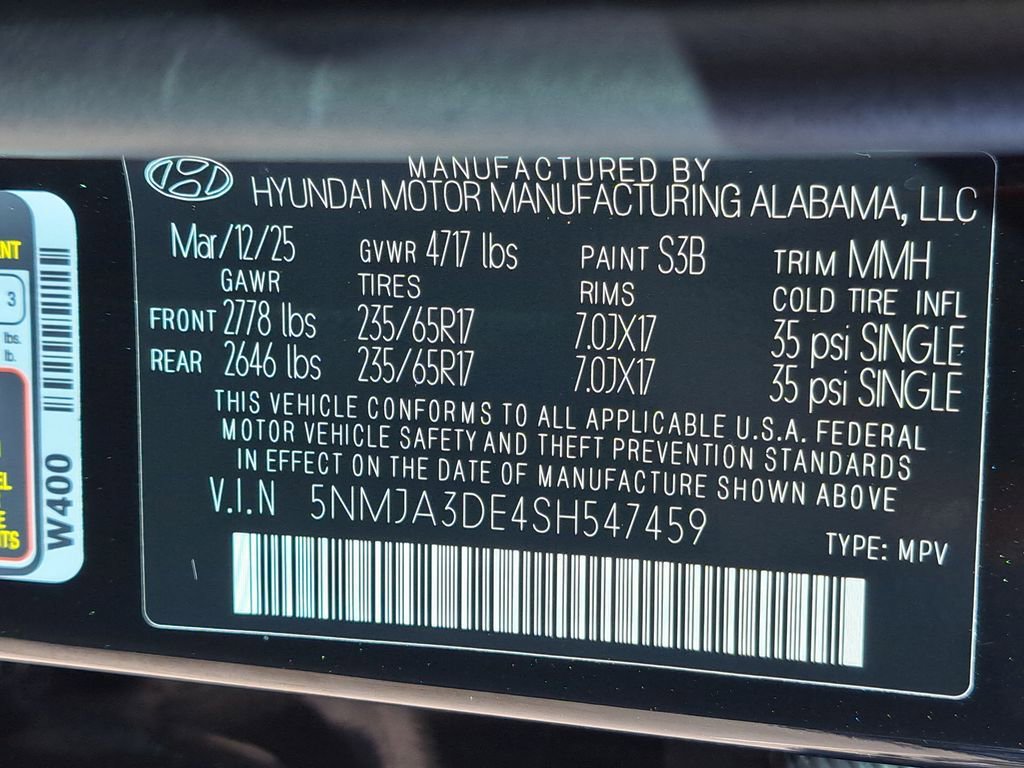 MANUFACTURED BY
HYUNDAI MOTOR MANUFACTURING ALABAMA, LLC
Mar/12/25 GVWR 4717 lbs PAINT S3B TRIM MMH
GAWR TIRES RIMS COLD TIRE INFL
FRONT 2778 lbs 235/65R17 7.0JX17 35 psi SINGLE
REAR 2646 lbs 235/65R17 7.0JX17 35 psi SINGLE
THIS VEHICLE CONFORMS TO ALL APPLICABLE U.S.A. FEDERAL
MOTOR VEHICLE SAFETY AND THEFT PREVENTION STANDARDS
IN EFFECT ON THE DATE OF MANUFACTURE SHOWN ABOVE
V.I.N 5NMJA3DE4SH547459
TYPE: MPV
3
lbs.
lb.
W400